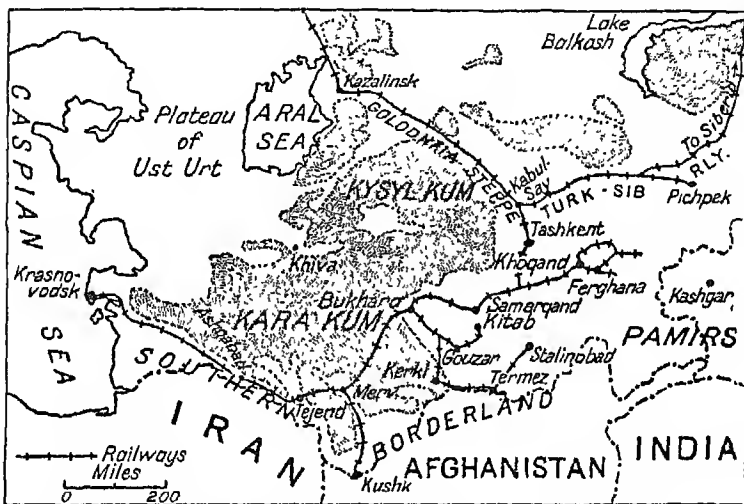 Lake
Balkash
Kazalinsk
CASPIAN
SEA
Plateau
of
Ust Urt
ARAL
SEA
GOLODNAIA STEPPE
To Siberia
KYSYL KUM
Kabul
Say
TURK-SIB RLY.
Pichpek
Tashkent
Khiva
Khogand
Krasno-
vodsk
Ferghana
Kashgar
Bukhara
Samarqand
Ashgabad
KARA KUM
Kitab
PAMIRS
Gouzar
Stalinobad
SOUTHERN BORDERLAND
Kerki
Termez
Tejend
Merv
IRAN
Railways
Miles
0 200
Kushk
AFGHANISTAN
INDIA